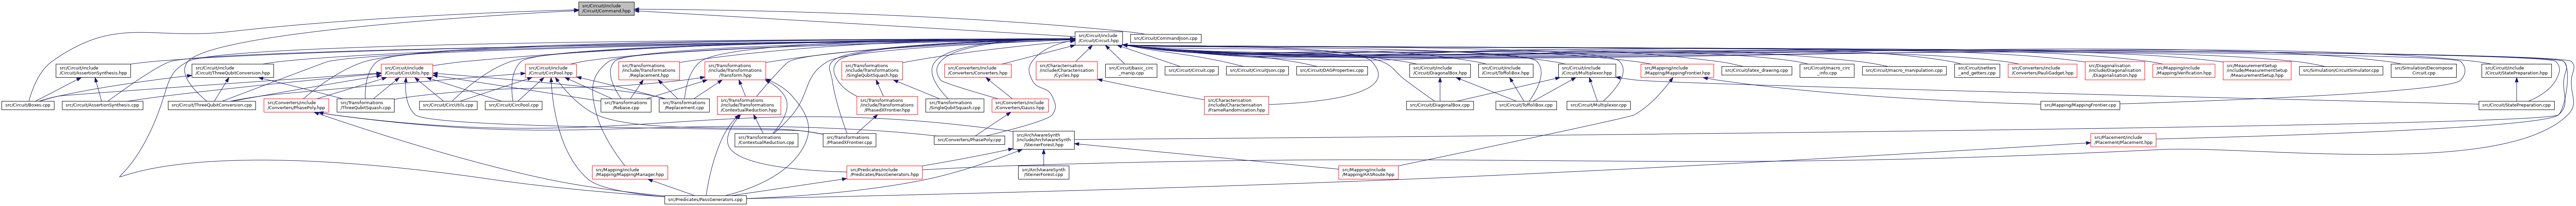 src/Circuit/include
/Circuit/Command.hpp
src/Circuit/include
/Circuit/Circuit.hpp
src/Circuit/CommandJson.cpp
src/Circuit/include
/Circuit/AssertionSynthesis.hpp
src/Circuit/include
/Circuit/ThreeQubitConversion.hpp
src/Circuit/include
/Circuit/CircUtils.hpp
src/Circuit/include
/Circuit/CircPool.hpp
src/Transformations
/include/Transformations
/Replacement.hpp
src/Transformations
/include/Transformations
/Transform.hpp
src/Transformations
/include/Transformations
/SingleQubitSquash.hpp
src/Converters/include
/Converters/Converters.hpp
src/Characterisation
/include/Characterisation
/Cycles.hpp
src/Circuit/basic_circ
_manip.cpp
src/Circuit/Circuit.cpp
src/Circuit/CircuitJson.cpp
src/Circuit/DAGProperties.cpp
src/Circuit/include
/Circuit/DiagonalBox.hpp
src/Circuit/include
/Circuit/ToffoliBox.hpp
src/Circuit/include
/Circuit/Multiplexor.hpp
src/Mapping/include
/Mapping/MappingFrontier.hpp
src/Circuit/latex_drawing.cpp
src/Circuit/macro_circ
_info.cpp
src/Circuit/macro_manipulation.cpp
src/Circuit/setters
_and_getters.cpp
src/Converters/include
/Converters/PauliGadget.hpp
src/Diagonalisation
/include/Diagonalisation
/Diagonalisation.hpp
src/Mapping/include
/Mapping/Verification.hpp
src/MeasurementSetup
/include/MeasurementSetup
/MeasurementSetup.hpp
src/Simulation/CircuitSimulator.cpp
src/Simulation/Decompose
Circuit.cpp
src/Circuit/include
/Circuit/StatePreparation.hpp
src/Circuit/Boxes.cpp
src/Circuit/AssertionSynthesis.cpp
src/Circuit/ThreeQubitConversion.cpp
src/Converters/include
/Converters/PhasePoly.hpp
src/Transformations
/ThreeQubitSquash.cpp
src/Circuit/CircUtils.cpp
src/Circuit/CircPool.cpp
src/Transformations
/Rebase.cpp
src/Transformations
/Replacement.cpp
src/Transformations
/include/Transformations
/ContextualReduction.hpp
src/Transformations
/include/Transformations
/PhasedXFrontier.hpp
src/Transformations
/SingleQubitSquash.cpp
src/Converters/include
/Converters/Gauss.hpp
src/Characterisation
/include/Characterisation
/FrameRandomisation.hpp
src/Circuit/DiagonalBox.cpp
src/Circuit/ToffoliBox.cpp
src/Circuit/Multiplexor.cpp
src/Mapping/MappingFrontier.cpp
src/Circuit/StatePreparation.cpp
src/Transformations
/ContextualReduction.cpp
src/Transformations
/PhasedXFrontier.cpp
src/Converters/PhasePoly.cpp
src/ArchAwareSynth
/include/ArchAwareSynth
/SteinerForest.hpp
src/Placement/include
/Placement/Placement.hpp
src/Mapping/include
/Mapping/MappingManager.hpp
src/Predicates/include
/Predicates/PassGenerators.hpp
src/ArchAwareSynth
/SteinerForest.cpp
src/Mapping/include
/Mapping/AASRoute.hpp
src/Predicates/PassGenerators.cpp